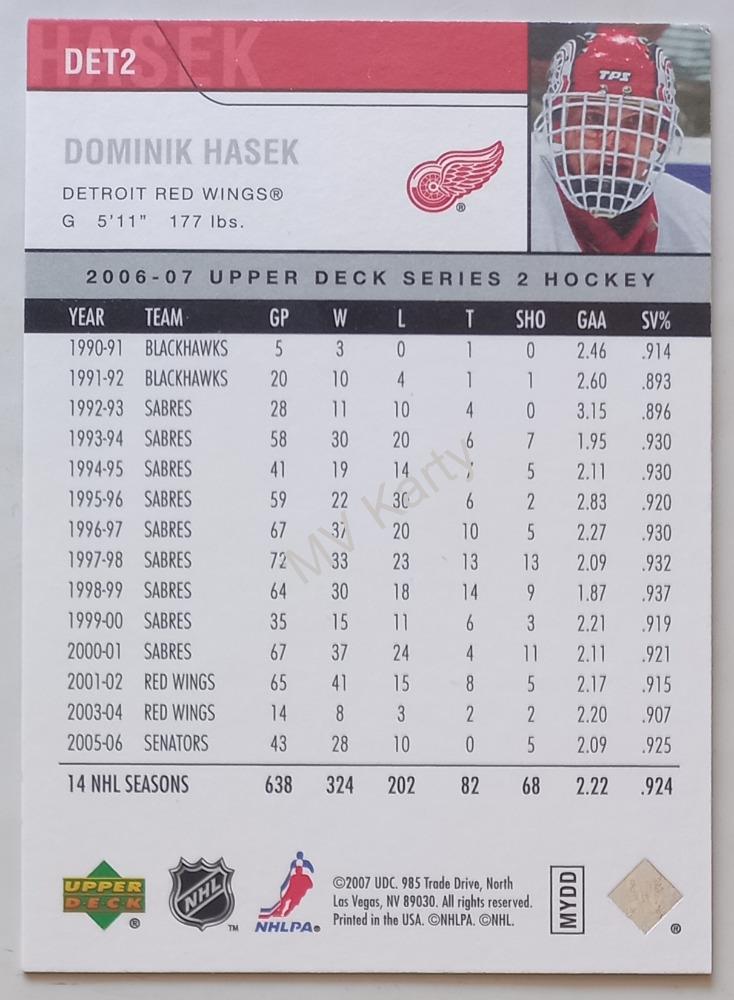 HASEK
DET2
TPS
DOMINIK HASEK
DETROIT RED WINGS®
G 5'11" 177 lbs.
®
2006-07 UPPER DECK SERIES 2 HOCKEY
YEAR TEAM GP W L T SHO GAA SV%
1990-91 BLACKHAWKS 5 3 0 1 0 2.46 .914
1991-92 BLACKHAWKS 20 10 4 1 1 2.60 .893
1992-93 SABRES 28 11 10 4 0 3.15 .896
1993-94 SABRES 58 30 20 6 7 1.95 .930
1994-95 SABRES 41 19 14 5 2.11 .930
1995-96 SABRES 59 22 30 6 2 2.83 .920
1996-97 SABRES 67 37 20 10 5 2.27 .930
1997-98 SABRES 72 33 23 13 13 2.09 .932
1998-99 SABRES 64 30 18 14 9 1.87 .937
1999-00 SABRES 35 15 11 6 3 2.21 .919
2000-01 SABRES 67 37 24 4 11 2.11 .921
2001-02 RED WINGS 65 41 15 8 5 2.17 .915
2003-04 RED WINGS 14 8 3 2 2 2.20 .907
2005-06 SENATORS 43 28 10 0 5 2.09 .925
14 NHL SEASONS 638 324 202 82 68 2.22 .924
MV Karty
UPPER
DECK
®
NHL
™
NHLPA®
©2007 UDC. 985 Trade Drive, North
Las Vegas, NV 89030. All rights reserved.
Printed in the USA. ©NHLPA. ©NHL.
MYDD
®